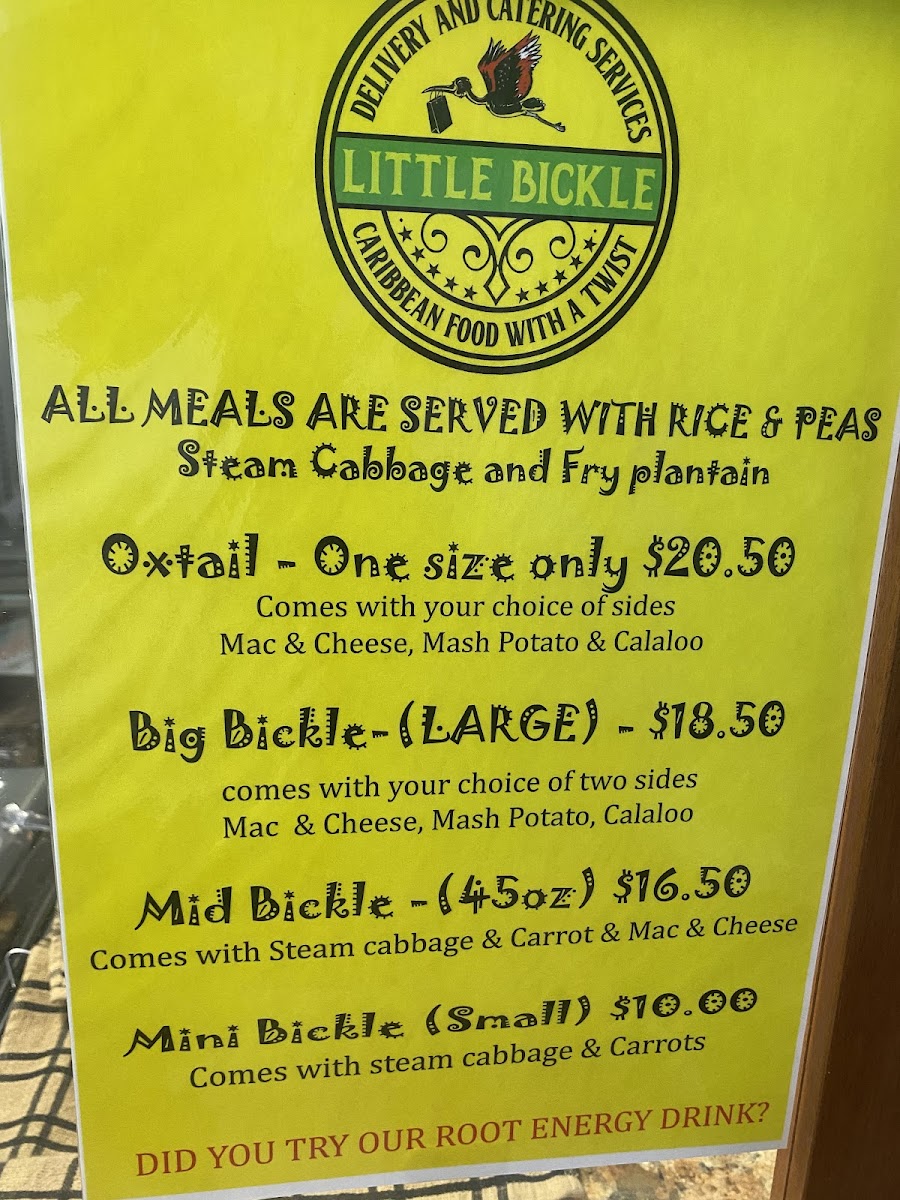 DELIVERY AND CATERING SERVICES
LITTLE BICKLE
CARIBBEAN FOOD WITH A TWIST
ALL MEALS ARE SERVED WITH RICE & PEAS
Steam Cabbage and Fry plantain
Oxtail - One size only $20.50
Comes with your choice of sides
Mac & Cheese, Mash Potato & Calaloo
Big Bickle-(LARGE) - $18.50
comes with your choice of two sides
Mac & Cheese, Mash Potato, Calaloo
Mid Bickle -(45oz) $16.50
Comes with Steam cabbage & Carrot & Mac & Cheese
Mini Bickle (Small) $10.00
Comes with steam cabbage & Carrots
DID YOU TRY OUR ROOT ENERGY DRINK?